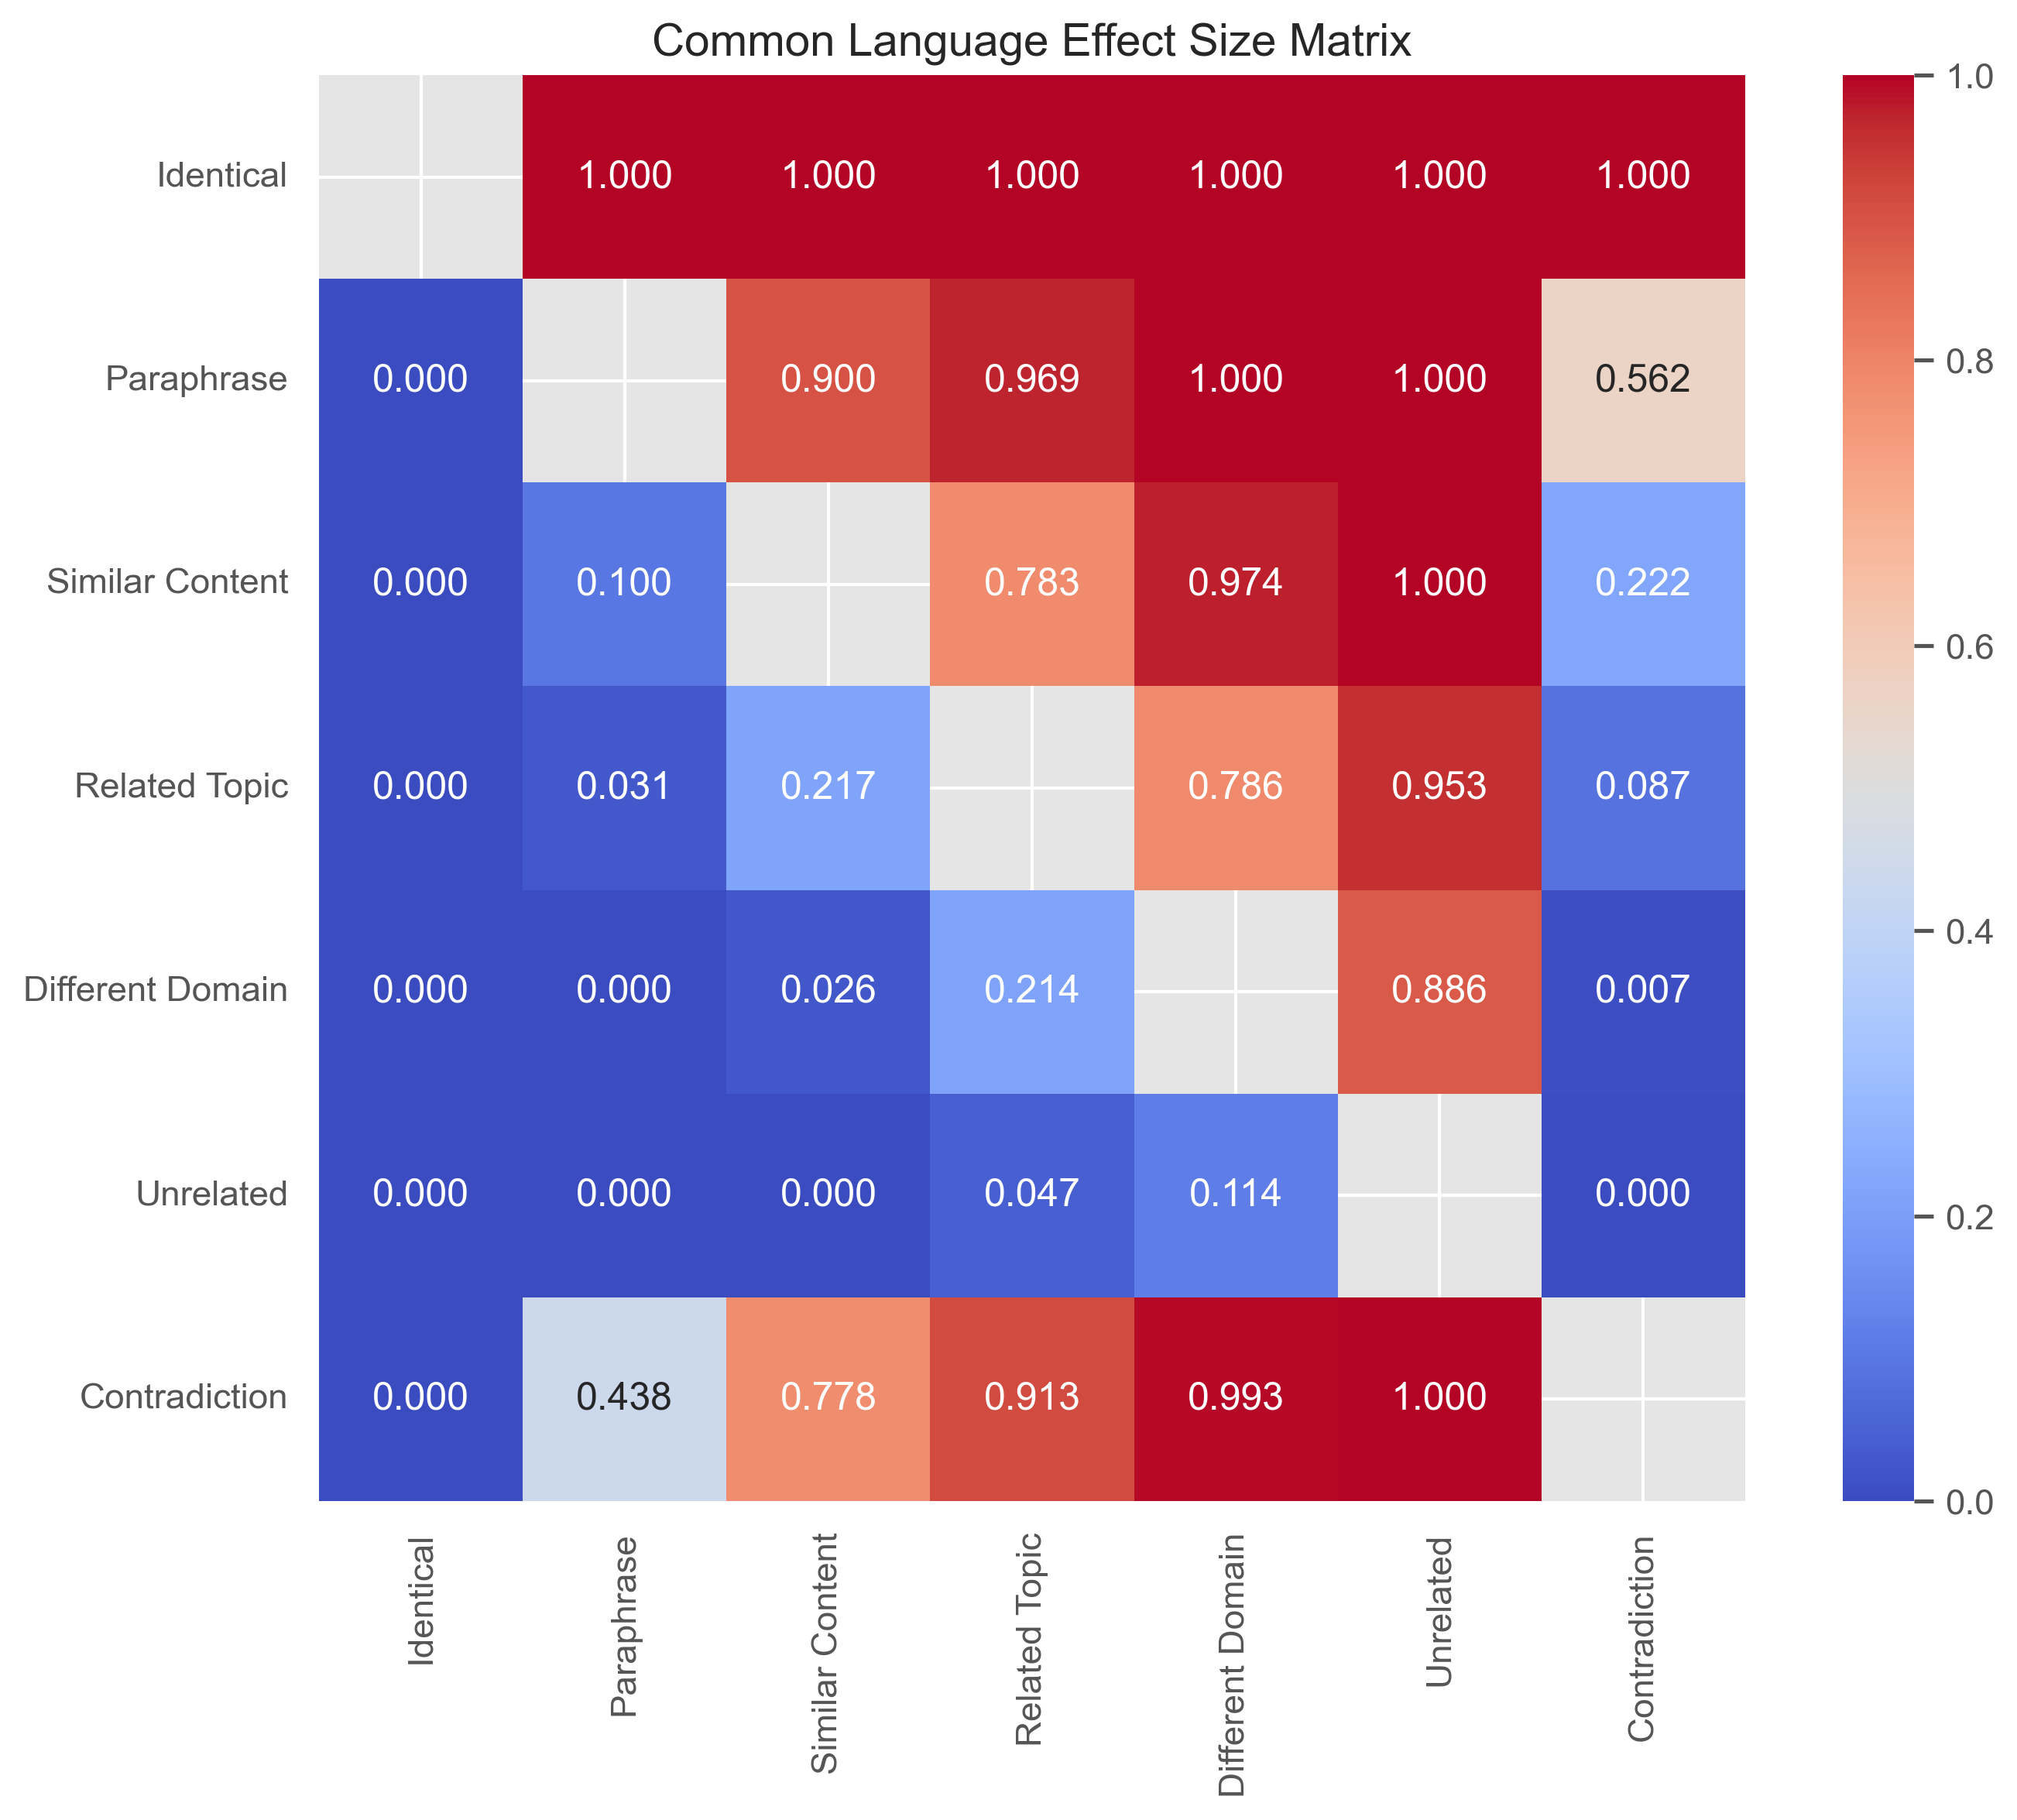 Common Language Effect Size Matrix
Identical 1.000 1.000 1.000 1.000 1.000 1.000
Paraphrase 0.000 0.900 0.969 1.000 1.000 0.562
Similar Content 0.000 0.100 0.783 0.974 1.000 0.222
Related Topic 0.000 0.031 0.217 0.786 0.953 0.087
Different Domain 0.000 0.000 0.026 0.214 0.886 0.007
Unrelated 0.000 0.000 0.000 0.047 0.114 0.000
Contradiction 0.000 0.438 0.778 0.913 0.993 1.000
Identical
Paraphrase
Similar Content
Related Topic
Different Domain
Unrelated
Contradiction
1.0
0.8
0.6
0.4
0.2
0.0